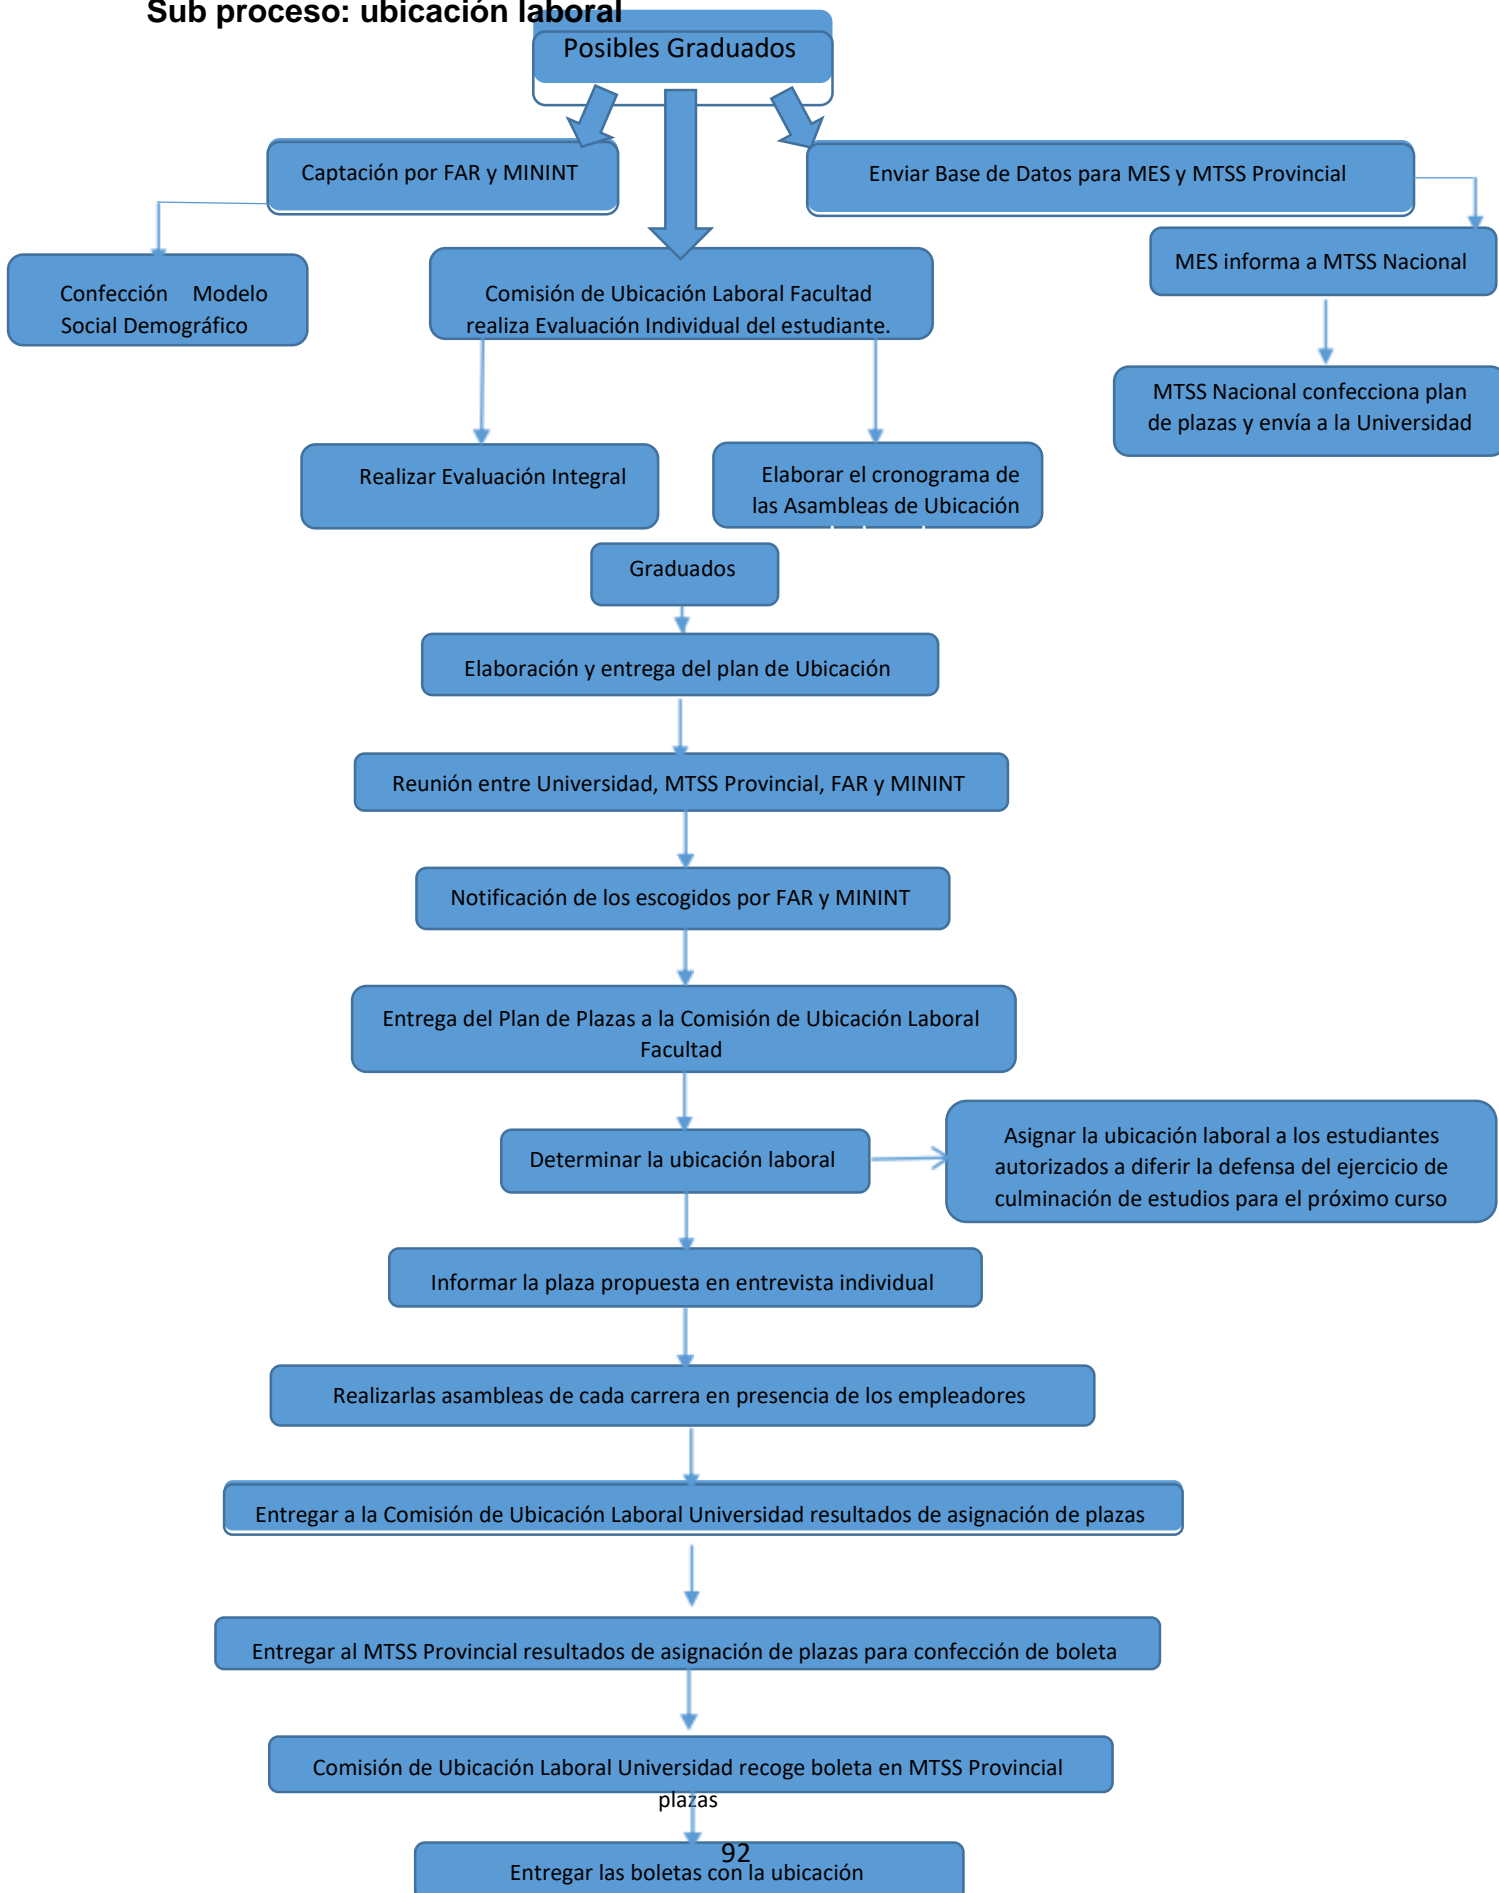 Sub proceso: ubicación laboral
Posibles Graduados
Captación por FAR y MININT
Enviar Base de Datos para MES y MTSS Provincial
MES informa a MTSS Nacional
Confección Modelo
Social Demográfico
Comisión de Ubicación Laboral Facultad
realiza Evaluación Individual del estudiante.
MTSS Nacional confecciona plan
de plazas y envía a la Universidad
Realizar Evaluación Integral
Elaborar el cronograma de
las Asambleas de Ubicación
Graduados
Elaboración y entrega del plan de Ubicación
Reunión entre Universidad, MTSS Provincial, FAR y MININT
Notificación de los escogidos por FAR y MININT
Entrega del Plan de Plazas a la Comisión de Ubicación Laboral
Facultad
Determinar la ubicación laboral
Asignar la ubicación laboral a los estudiantes
autorizados a diferir la defensa del ejercicio de
culminación de estudios para el próximo curso
Informar la plaza propuesta en entrevista individual
Realizarlas asambleas de cada carrera en presencia de los empleadores
Entregar a la Comisión de Ubicación Laboral Universidad resultados de asignación de plazas
Entregar al MTSS Provincial resultados de asignación de plazas para confección de boleta
Comisión de Ubicación Laboral Universidad recoge boleta en MTSS Provincial
plazas
92
Entregar las boletas con la ubicación